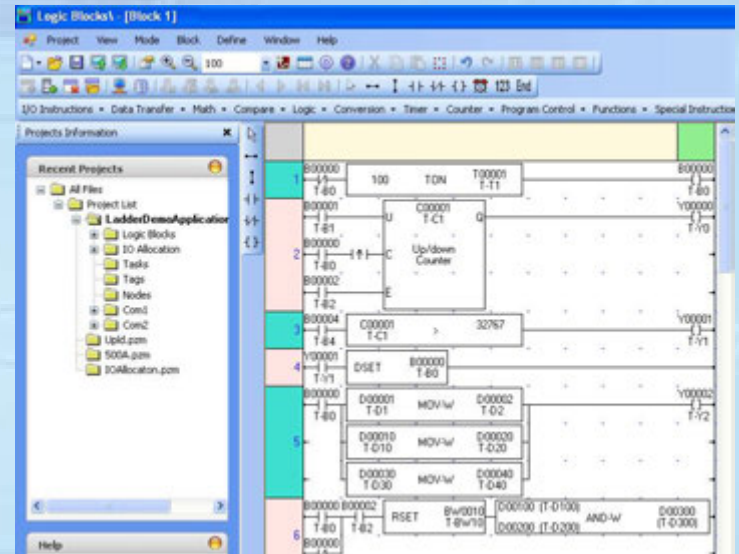 Logic Blocks\ - [Block 1]
Project View Mode Block Define Window Help
100
123 End
I/O Instructions Data Transfer Math Compare Logic Conversion Timer Counter Program Control Functions Special Instruction
Projects Information
Recent Projects
All Files
Project List
LadderDemoApplication
Logic Blocks
IO Allocation
Tasks
Tags
Nodes
Com1
Com2
Upld.pzm
500A.pzm
IOAllocaton.pzm
Help
1
B00000
T-B0
100 TON T00001
T-T1
B00000
T-B0
2
B00001
T-B1
B00000
T-B0
B00002
T-B2
U C00001 Q
T-C1
C Up/down
Counter
E
Y00000
T-Y0
3
B00004
T-B4
C00001 > 32767
T-C1
Y00001
T-Y1
4
Y00001
T-Y1
DSET B00000
T-B0
5
B00000
T-B0
D00001 MOV-W D00002
T-D1 T-D2
D00010 MOV-W D00020
T-D10 T-D20
D00030 MOV-W D00040
T-D30 T-D40
Y00002
T-Y2
6
B00000 B00002
T-B0 T-B2
RSET BW0010
T-BW10
D00100 (T-D100)
D00200 (T-D200)
AND-W D00300
(T-D300)
B00000